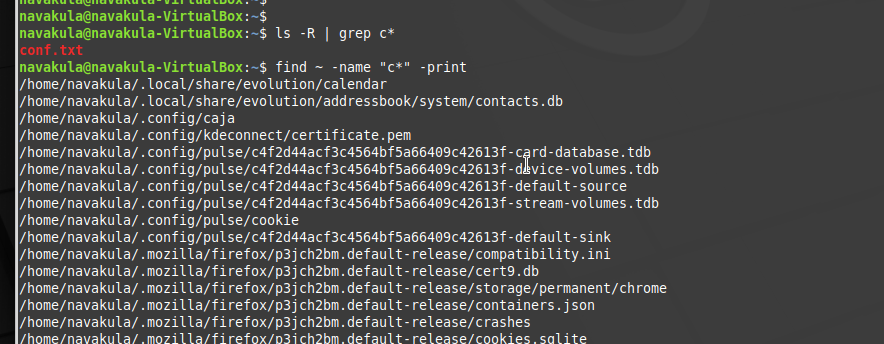 navakula@navakula-VirtualBox:~$
navakula@navakula-VirtualBox:~$
navakula@navakula-VirtualBox:~$ ls -R | grep c*
conf.txt
navakula@navakula-VirtualBox:~$ find ~ -name "c*" -print
/home/navakula/.local/share/evolution/calendar
/home/navakula/.local/share/evolution/addressbook/system/contacts.db
/home/navakula/.config/caja
/home/navakula/.config/kdeconnect/certificate.pem
/home/navakula/.config/pulse/c4f2d44acf3c4564bf5a66409c42613f-card-database.tdb
/home/navakula/.config/pulse/c4f2d44acf3c4564bf5a66409c42613f-device-volumes.tdb
/home/navakula/.config/pulse/c4f2d44acf3c4564bf5a66409c42613f-default-source
/home/navakula/.config/pulse/c4f2d44acf3c4564bf5a66409c42613f-stream-volumes.tdb
/home/navakula/.config/pulse/cookie
/home/navakula/.config/pulse/c4f2d44acf3c4564bf5a66409c42613f-default-sink
/home/navakula/.mozilla/firefox/p3jch2bm.default-release/compatibility.ini
/home/navakula/.mozilla/firefox/p3jch2bm.default-release/cert9.db
/home/navakula/.mozilla/firefox/p3jch2bm.default-release/storage/permanent/chrome
/home/navakula/.mozilla/firefox/p3jch2bm.default-release/containers.json
/home/navakula/.mozilla/firefox/p3jch2bm.default-release/crashes
/home/navakula/.mozilla/firefox/p3jch2bm.default-release/cookies.sqlite